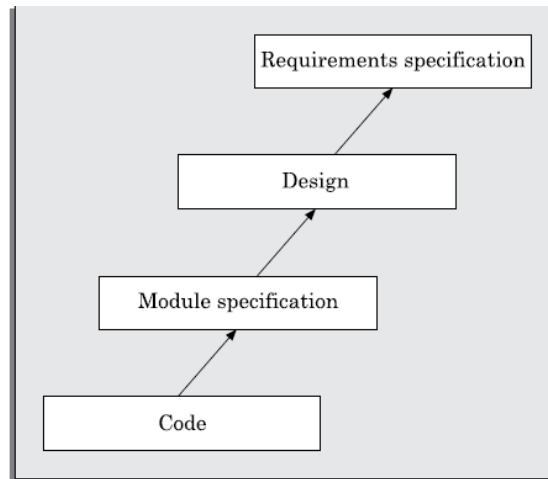 Requirements specification
Design
Module specification
Code